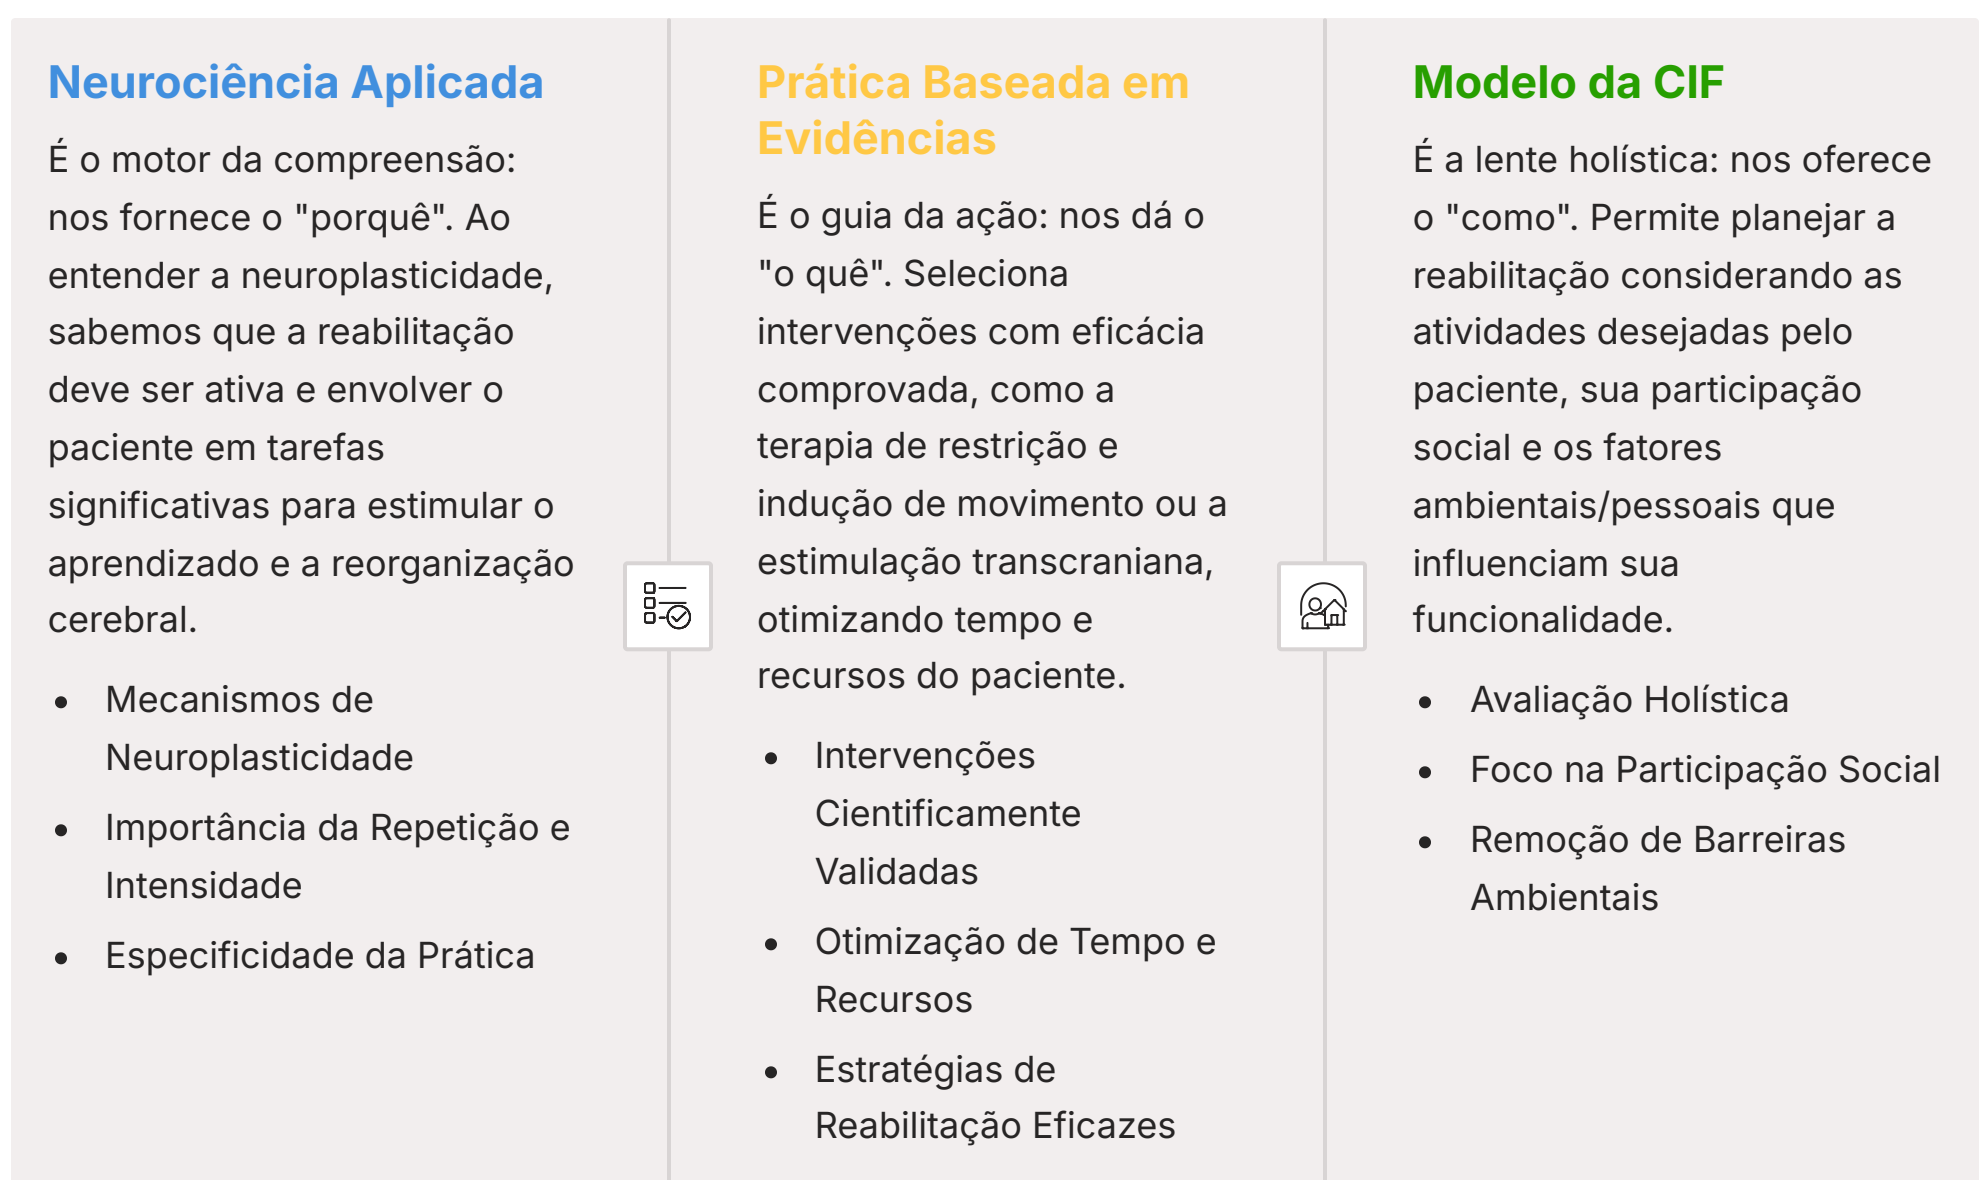 Neurociência Aplicada
É o motor da compreensão:
nos fornece o "porquê". Ao
entender a neuroplasticidade,
sabemos que a reabilitação
deve ser ativa e envolver o
paciente em tarefas
significativas para estimular o
aprendizado e a reorganização
cerebral.
Mecanismos de
Neuroplasticidade
Importância da Repetição e
Intensidade
Especificidade da Prática
Prática Baseada em
Evidências
É o guia da ação: nos dá o
"o quê". Seleciona
intervenções com eficácia
comprovada, como a
terapia de restrição e
indução de movimento ou a
estimulação transcraniana,
otimizando tempo e
recursos do paciente.
Intervenções
Cientificamente
Validadas
Otimização de Tempo e
Recursos
Estratégias de
Reabilitação Eficazes
Modelo da CIF
É a lente holística: nos oferece
o "como". Permite planejar a
reabilitação considerando as
atividades desejadas pelo
paciente, sua participação
social e os fatores
ambientais/pessoais que
influenciam sua
funcionalidade.
Avaliação Holística
Foco na Participação Social
Remoção de Barreiras
Ambientais